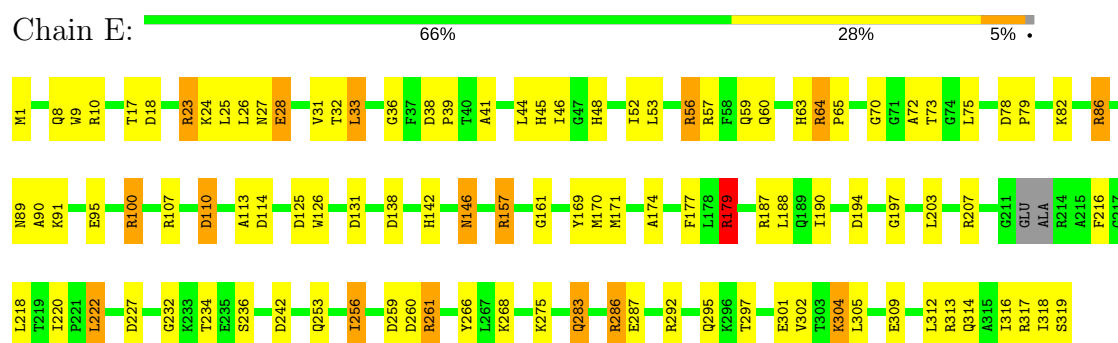 Chain E:
66% 28% 5% •
M1 Q8 W9 R10 T17 D18 R23 K24 L25 L26 N27 E28 V31 T32 L33 G36 F37 D38 P39 T40 A41 L44 H45 I46 G47 H48 I52 L53 R56 R57 F58 Q59 Q60 H63 R64 P65 G70 G71 A72 T73 G74 L75 D78 P79 K82 R86
N89 A90 K91 E95 R100 R107 D110 A113 D114 D125 W126 D131 D138 H142 N146 R157 G161 Y169 M170 M171 A174 F177 L178 R179 R187 L188 Q189 I190 D194 G197 L203 R207 G211 GLU ALA R214 A215 F216
L218 T219 I220 P221 L222 D227 G232 K233 T234 E235 S236 D242 Q253 I256 D259 D260 R261 Y266 L267 K268 K275 Q283 R286 E287 R292 Q295 K296 T297 E301 V302 T303 K304 L305 E309 L312 R313 Q314 A315 I316 R317 I318 S319